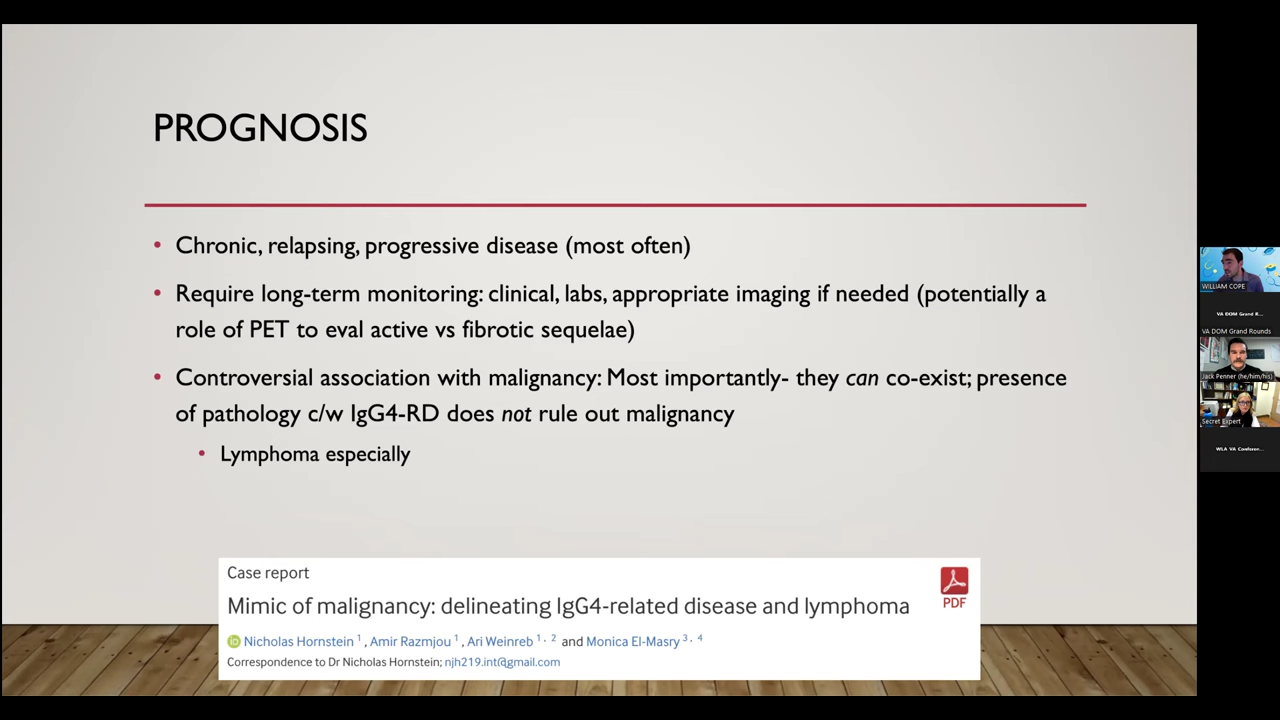 PROGNOSIS
• Chronic, relapsing, progressive disease (most often)
• Require long-term monitoring: clinical, labs, appropriate imaging if needed (potentially a
role of PET to eval active vs fibrotic sequelae)
• Controversial association with malignancy: Most importantly- they can co-exist; presence
of pathology c/w IgG4-RD does not rule out malignancy
• Lymphoma especially
Case report
Mimic of malignancy: delineating IgG4-related disease and lymphoma
PDF
iD Nicholas Hornstein 1, Amir Razmjou 1, Ari Weinreb 1, 2 and Monica El-Masry 3, 4
Correspondence to Dr Nicholas Hornstein; njh219.int@gmail.com
WILLIAM COPE
VA DOM Grand R...
VA DOM Grand Rounds
Jack Penner (he/him/his)
Secret Expert
WLA VA Conferen...